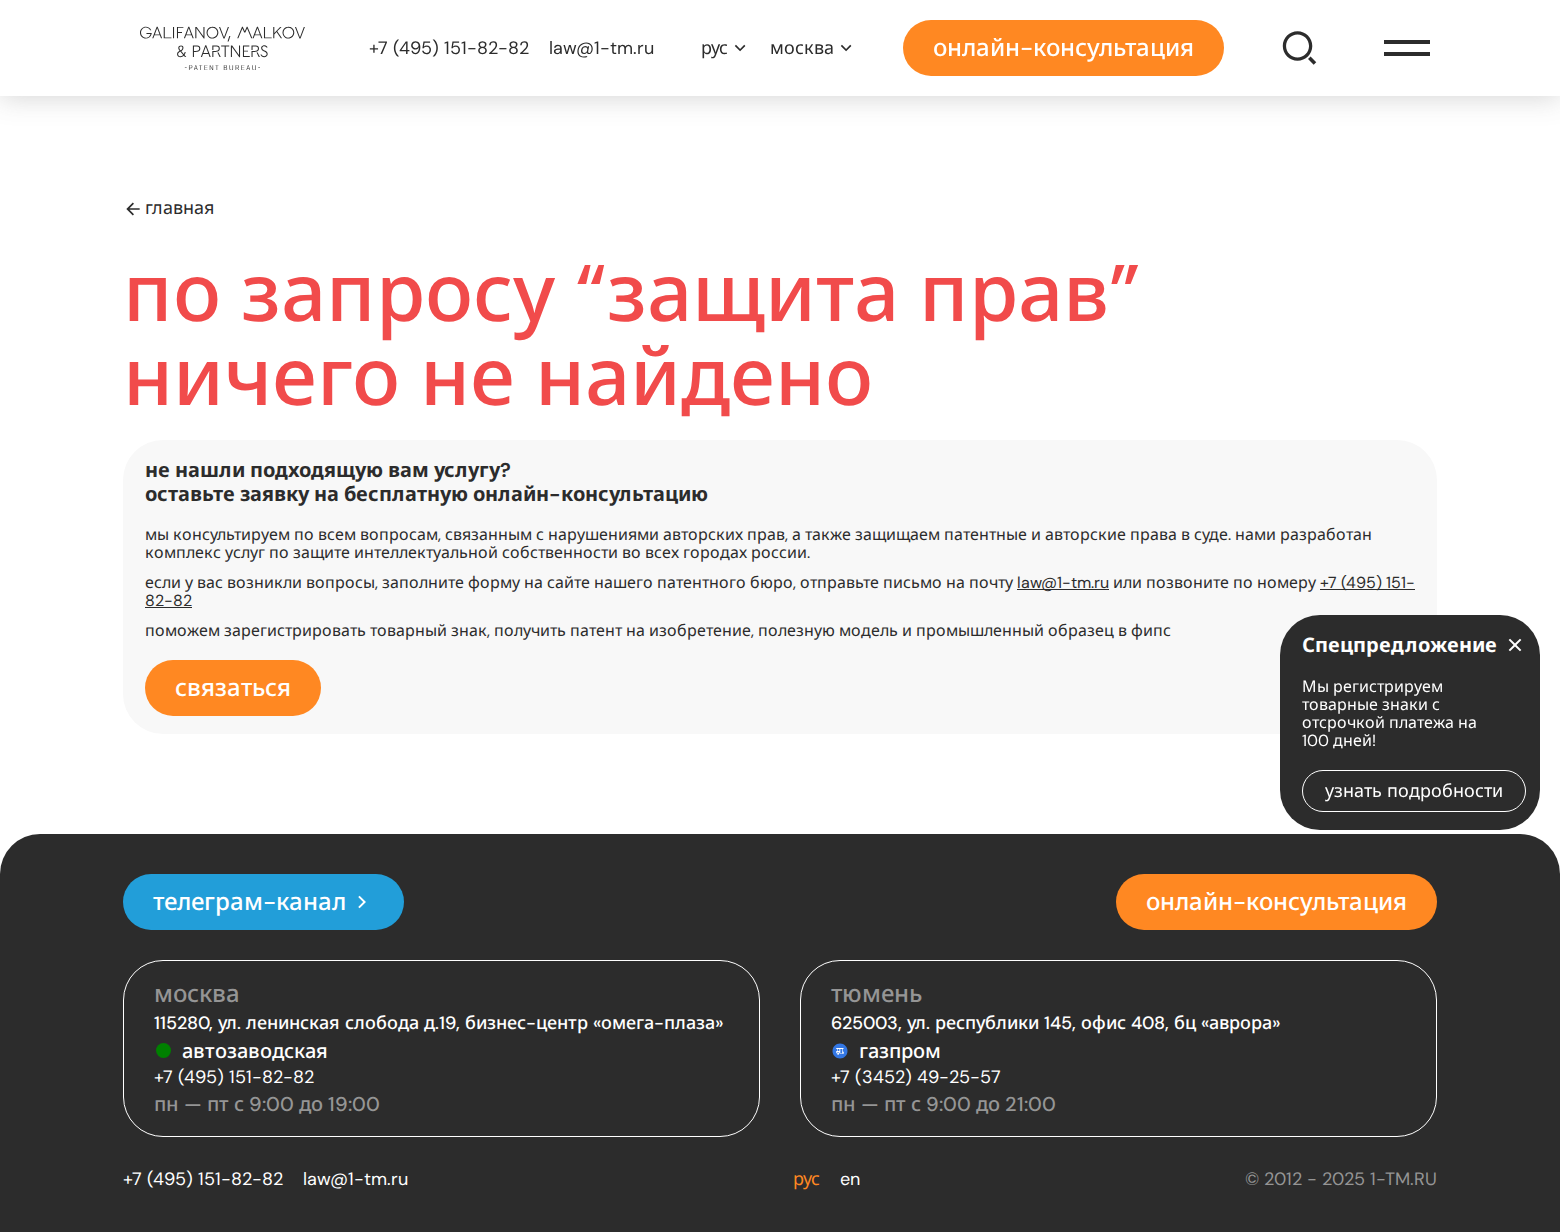 GALIFANOV, MALKOV
& PARTNERS
-PATENT BUREAU-
+7 (495) 151-82-82 law@1-tm.ru рус москва онлайн-консультация
главная
по запросу “защита прав”
ничего не найдено
не нашли подходящую вам услугу?
оставьте заявку на бесплатную онлайн-консультацию
мы консультируем по всем вопросам, связанным с нарушениями авторских прав, а также защищаем патентные и авторские права в суде. нами разработан
комплекс услуг по защите интеллектуальной собственности во всех городах россии.
если у вас возникли вопросы, заполните форму на сайте нашего патентного бюро, отправьте письмо на почту law@1-tm.ru или позвоните по номеру +7 (495) 151-
82-82
поможем зарегистрировать товарный знак, получить патент на изобретение, полезную модель и промышленный образец в фипс
связаться
Спецпредложение
Мы регистрируем
товарные знаки с
отсрочкой платежа на
100 дней!
узнать подробности
телеграм-канал
онлайн-консультация
москва
115280, ул. ленинская слобода д.19, бизнес-центр «омега-плаза»
автозаводская
+7 (495) 151-82-82
пн — пт с 9:00 до 19:00
тюмень
625003, ул. республики 145, офис 408, бц «аврора»
газпром
+7 (3452) 49-25-57
пн — пт с 9:00 до 21:00
+7 (495) 151-82-82 law@1-tm.ru рус en © 2012 - 2025 1-TM.RU